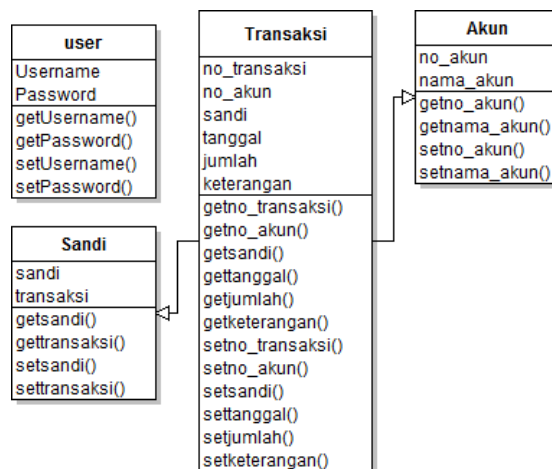 user
Username
Password
getUsername()
getPassword()
setUsername()
setPassword()
Sandi
sandi
transaksi
getsandi()
gettransaksi()
setsandi()
settransaksi()
Transaksi
no_transaksi
no_akun
sandi
tanggal
jumlah
keterangan
getno_transaksi()
getno_akun()
getsandi()
gettanggal()
getjumlah()
getketerangan()
setno_transaksi()
setno_akun()
setsandi()
settanggal()
setjumlah()
setketerangan()
Akun
no_akun
nama_akun
getno_akun()
getnama_akun()
setno_akun()
setnama_akun()